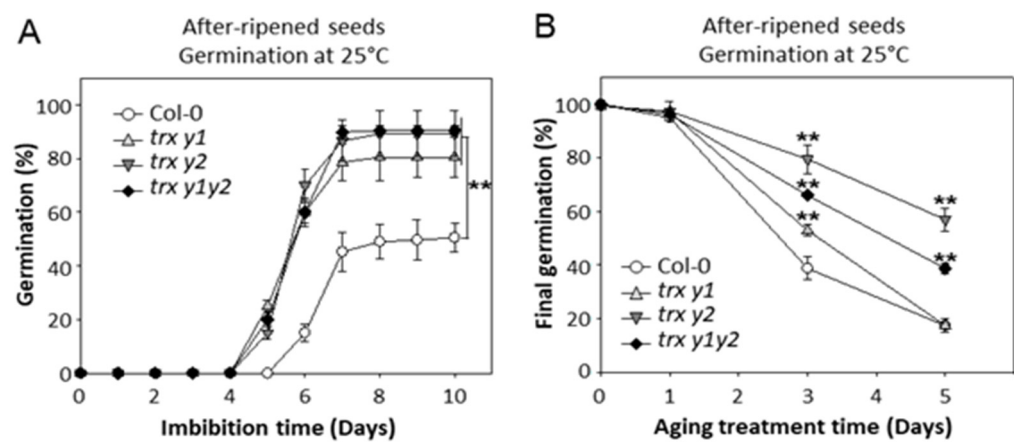 A
After-ripened seeds
Germination at 25°C
Germination (%)
100
80
60
40
20
0
Col-0
trx y1
trx y2
trx y1y2
**
0 2 4 6 8 10
Imbibition time (Days)
B
After-ripened seeds
Germination at 25°C
Final germination (%)
100
80
60
40
20
0
**
**
**
**
**
Col-0
trx y1
trx y2
trx y1y2
0 1 2 3 4 5
Aging treatment time (Days)